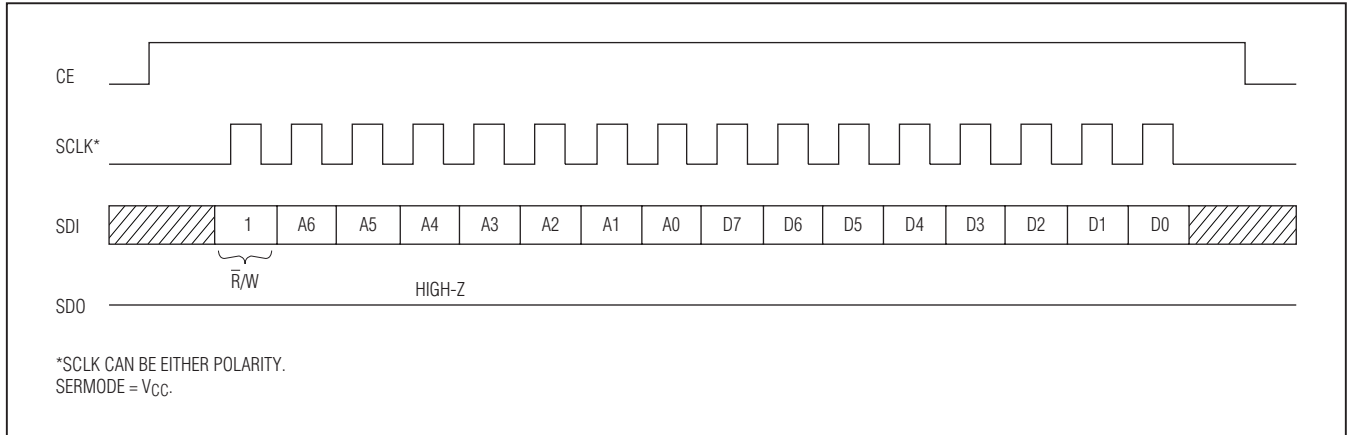 CE
SCLK*
SDI 1 A6 A5 A4 A3 A2 A1 A0 D7 D6 D5 D4 D3 D2 D1 D0
R̅/W
HIGH-Z
SDO
*SCLK CAN BE EITHER POLARITY.
SERMODE = VCC.